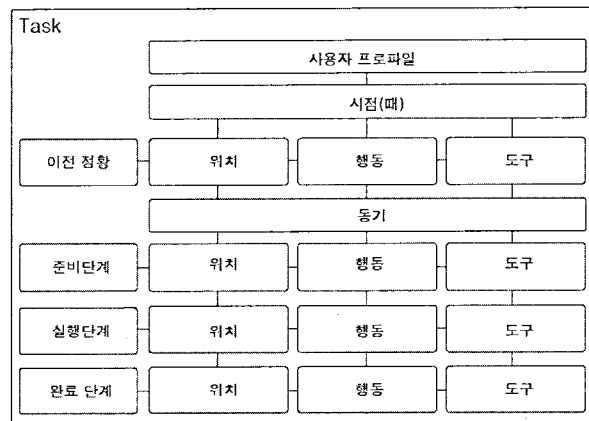 Task
사용자 프로파일
시점(때)
이전 정황 위치 행동 도구
동기
준비단계 위치 행동 도구
실행단계 위치 행동 도구
완료 단계 위치 행동 도구